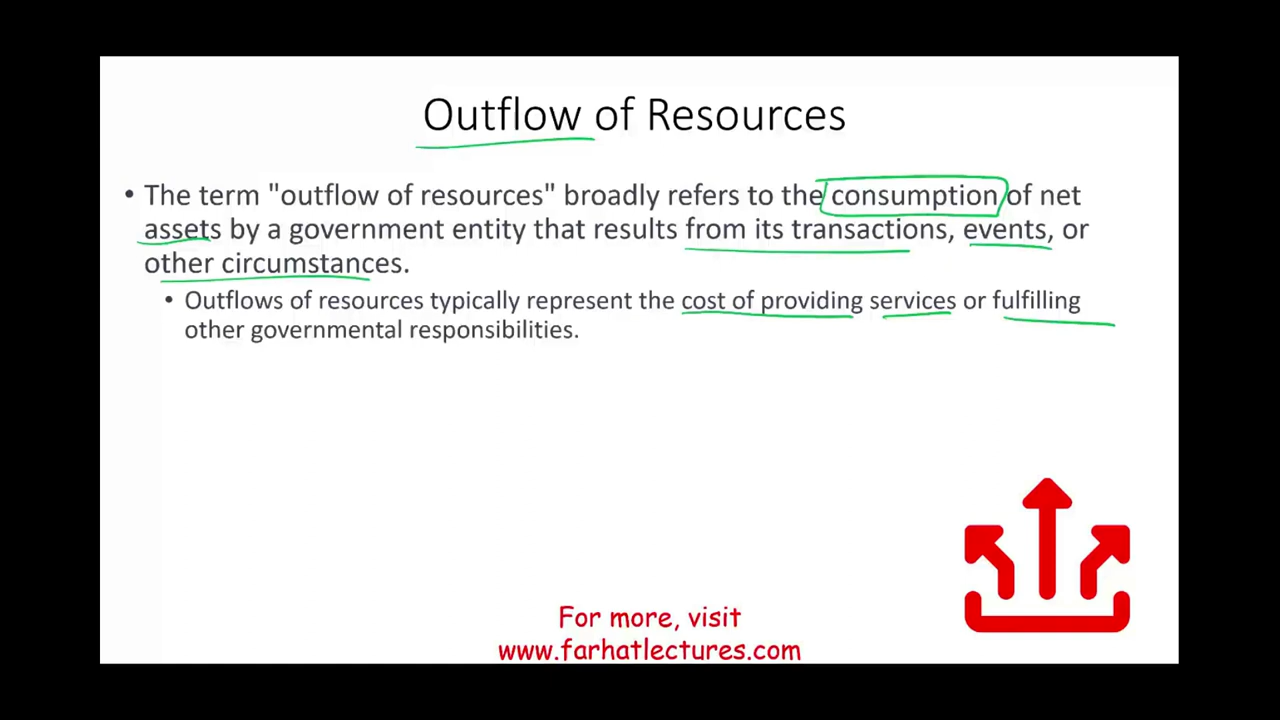 Outflow of Resources
• The term "outflow of resources" broadly refers to the consumption of net
assets by a government entity that results from its transactions, events, or
other circumstances.
• Outflows of resources typically represent the cost of providing services or fulfilling
other governmental responsibilities.
For more, visit
www.farhatlectures.com